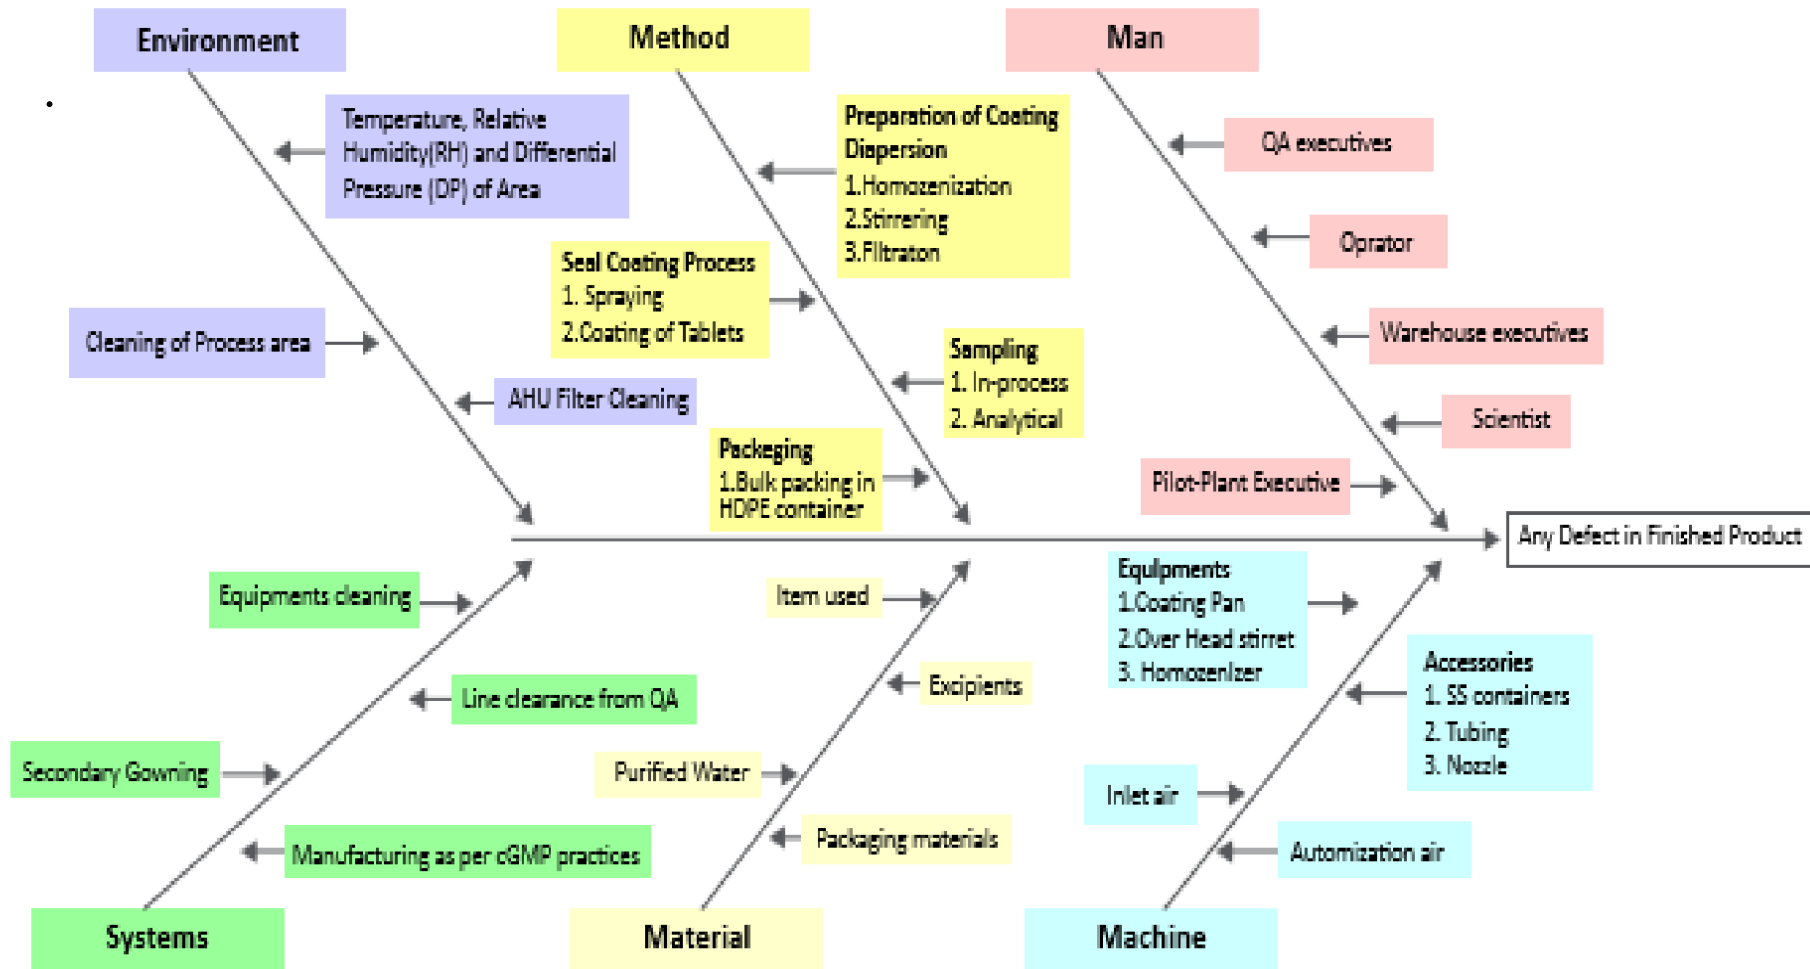 Environment
Method
Man
Temperature, Relative
Humidity(RH) and Differential
Pressure (DP) of Area
Cleaning of Process area
AHU Filter Cleaning
Preparation of Coating
Diapersion
1.Homozenization
2.Stirrering
3.Filtraton
Seal Coating Process
1. Spraying
2.Coating of Tablets
Sampling
1. In-process
2. Analytical
Packeging
1.Bulk packing in
HDPE container
QA executives
Oprator
Warehouse executives
Scientist
Pilot-Plant Executive
Any Defect in Finished Product
Equipments cleaning
Line clearance from QA
Secondary Gowning
Manufacturing as per cGMP practices
Item used
Excipients
Purified Water
Packaging materials
Equipments
1.Coating Pan
2.Over Head stirret
3. Homozenizer
Accessories
1. SS containers
2. Tubing
3. Nozzle
Inlet air
Automization air
Systems
Material
Machine